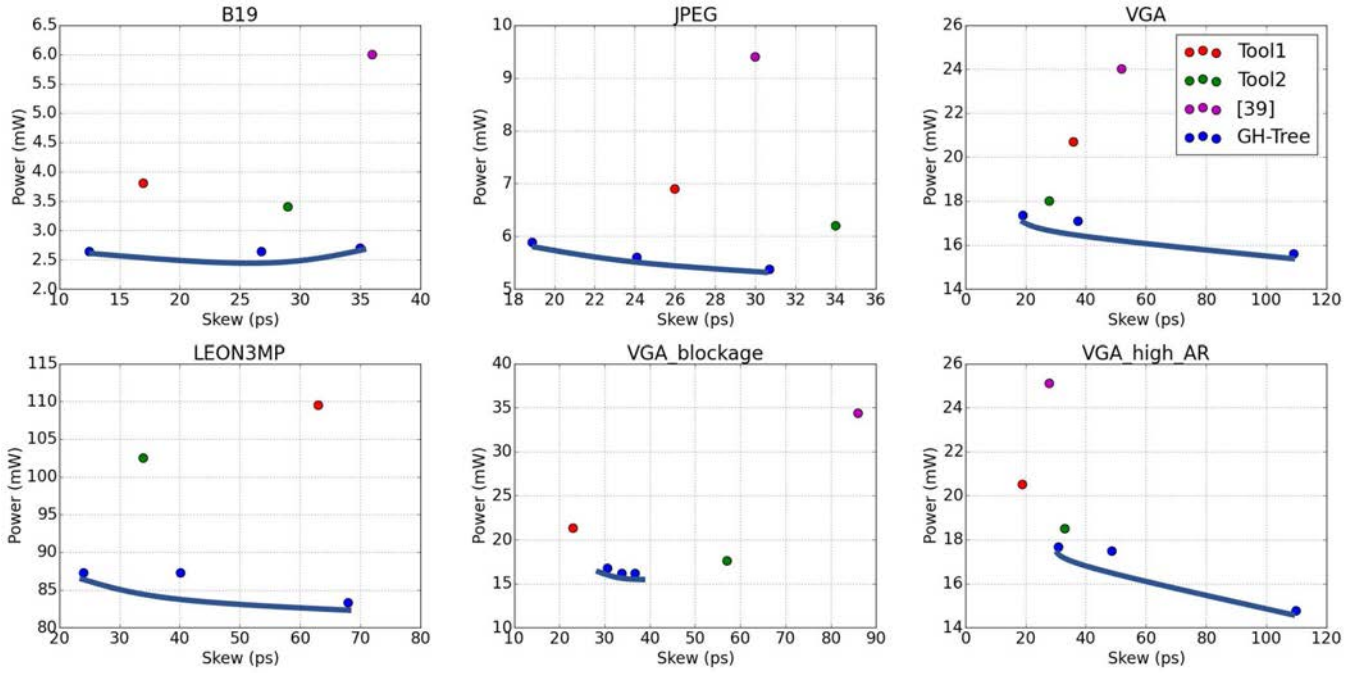 B19
6.5
6.0
5.5
5.0
4.5
4.0
3.5
3.0
2.5
2.0
Power (mW)
10 15 20 25 30 35 40
Skew (ps)
JPEG
10
9
8
7
6
5
Power (mW)
18 20 22 24 26 28 30 32 34 36
Skew (ps)
VGA
26
24
22
20
18
16
14
Power (mW)
0 20 40 60 80 100 120
Skew (ps)
Tool1
Tool2
[39]
GH-Tree
LEON3MP
115
110
105
100
95
90
85
80
Power (mW)
20 30 40 50 60 70 80
Skew (ps)
VGA_blockage
40
35
30
25
20
15
10
Power (mW)
10 20 30 40 50 60 70 80 90
Skew (ps)
VGA_high_AR
26
24
22
20
18
16
14
Power (mW)
0 20 40 60 80 100 120
Skew (ps)